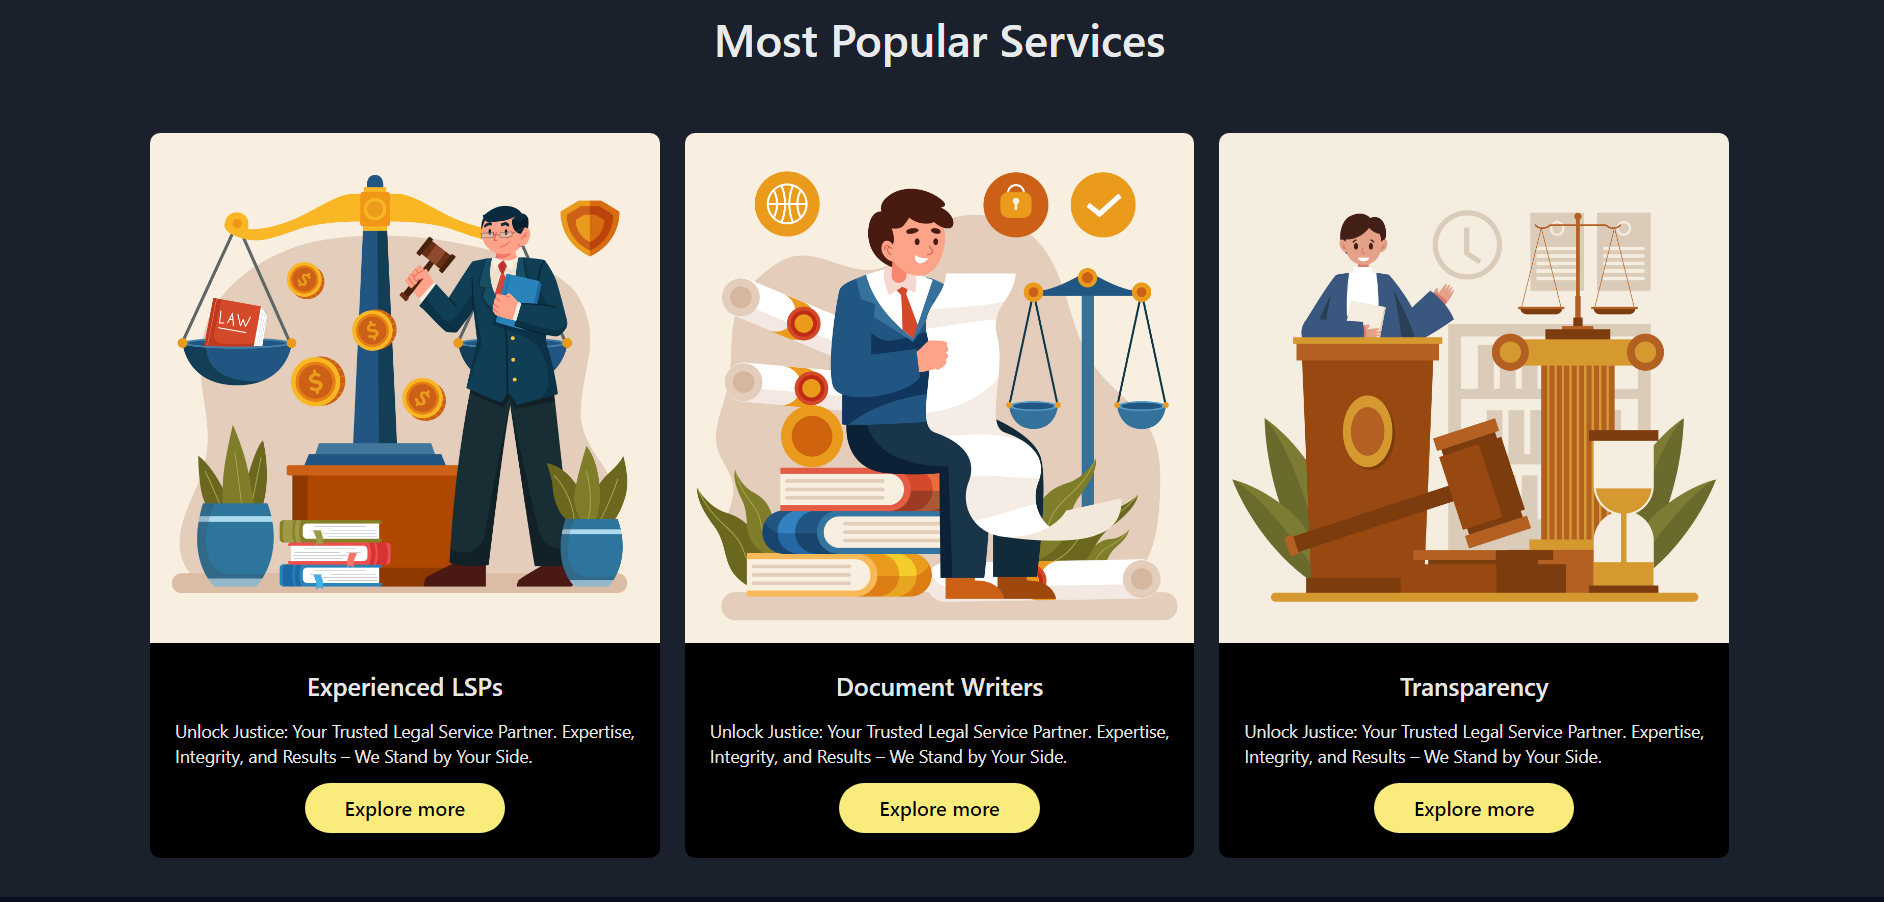 Most Popular Services
LAW
Experienced LSPs
Unlock Justice: Your Trusted Legal Service Partner. Expertise,
Integrity, and Results – We Stand by Your Side.
Explore more
Document Writers
Unlock Justice: Your Trusted Legal Service Partner. Expertise,
Integrity, and Results – We Stand by Your Side.
Explore more
Transparency
Unlock Justice: Your Trusted Legal Service Partner. Expertise,
Integrity, and Results – We Stand by Your Side.
Explore more